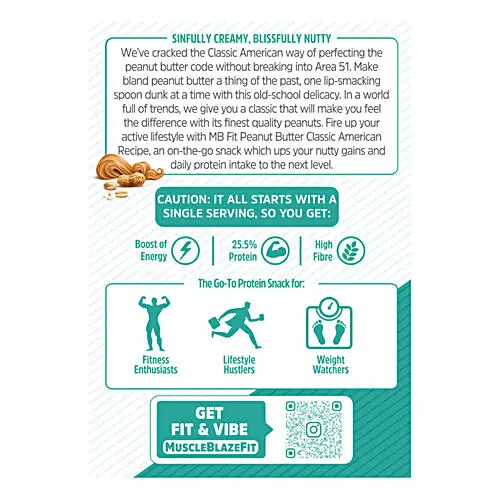 SINFULLY CREAMY, BLISSFULLY NUTTY
We've cracked the Classic American way of perfecting the
peanut butter code without breaking into Area 51. Make
bland peanut butter a thing of the past, one lip-smacking
spoon dunk at a time with this old-school delicacy. In a world
full of trends, we give you a classic that will make you feel
the difference with its finest quality peanuts. Fire up your
active lifestyle with MB Fit Peanut Butter Classic American
Recipe, an on-the-go snack which ups your nutty gains and
daily protein intake to the next level.
CAUTION: IT ALL STARTS WITH A
SINGLE SERVING, SO YOU GET:
Boost of
Energy
25.5%
Protein
High
Fibre
The Go-To Protein Snack for:
Fitness
Enthusiasts
Lifestyle
Hustlers
Weight
Watchers
GET
FIT & VIBE
MUSCLEBLAZEFIT